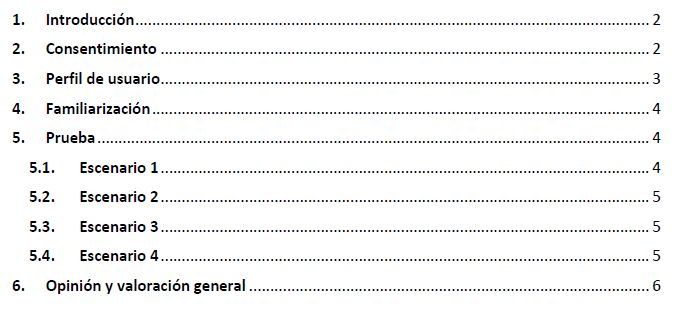 1. Introducción........................................................................ 2
2. Consentimiento ........................................................................ 2
3. Perfil de usuario........................................................................ 3
4. Familiarización ........................................................................ 4
5. Prueba ........................................................................ 4
5.1. Escenario 1 ........................................................................ 4
5.2. Escenario 2 ........................................................................ 5
5.3. Escenario 3 ........................................................................ 5
5.4. Escenario 4 ........................................................................ 5
6. Opinión y valoración general ........................................................................ 6